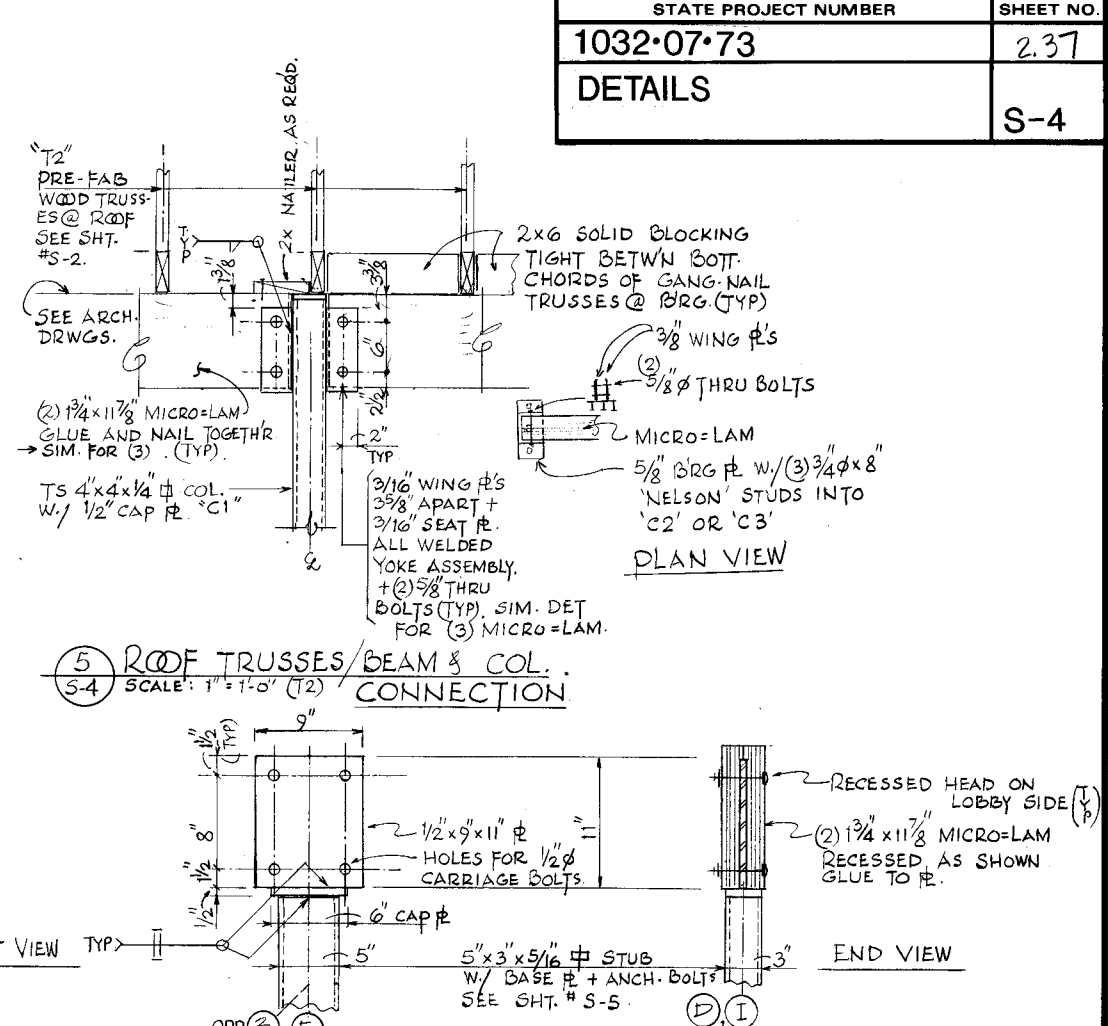 STATE PROJECT NUMBER
SHEET NO.
1032·07·73
2.37
DETAILS
S-4
"T2"
PRE-FAB
WOOD TRUSS-
ES @ ROOF
SEE SHT.
#S-2.
TYP
2x NAILER AS REQD.
1 3/8"
3 3/8"
2x6 SOLID BLOCKING
TIGHT BETW'N BOTT.
CHORDS OF GANG-NAIL
TRUSSES @ B'RG. (TYP)
SEE ARCH.
DRWGS.
6"
2 1/2"
2"
TYP
3/8" WING PL'S
(2)
5/8"φ THRU BOLTS
(2) 1 3/4" x 11 7/8" MICRO=LAM
GLUE AND NAIL TOGETH'R
→ SIM. FOR (3). (TYP).
TS 4"x4"x1/4" COL.
W./ 1/2" CAP PL "C1"
MICRO=LAM
5/8" B'RG PL W./(3) 3/4"φ x 8"
'NELSON' STUDS INTO
'C2' OR 'C3'
PLAN VIEW
3/16" WING PL'S
3 5/8" APART +
3/16" SEAT PL.
ALL WELDED
YOKE ASSEMBLY.
+(2) 5/8" THRU
BOLTS (TYP). SIM. DET
FOR (3) MICRO=LAM.
5
S-4
ROOF TRUSSES/BEAM & COL.
CONNECTION
SCALE: 1" = 1'-0" (T2)
9"
1 1/2"
(TYP)
8"
1 1/2"
1/2"
11"
1/2"x9"x11" PL
HOLES FOR 1/2"φ
CARRIAGE BOLTS.
6" CAP PL
RECESSED HEAD ON
LOBBY SIDE (TYP)
(2) 1 3/4" x 11 7/8" MICRO=LAM
RECESSED AS SHOWN
GLUE TO PL.
VIEW
TYP
5"
5"x3"x5/16" STUB
W./ BASE PL + ANCH. BOLTS
SEE SHT. # S-5.
3"
END VIEW
D, I